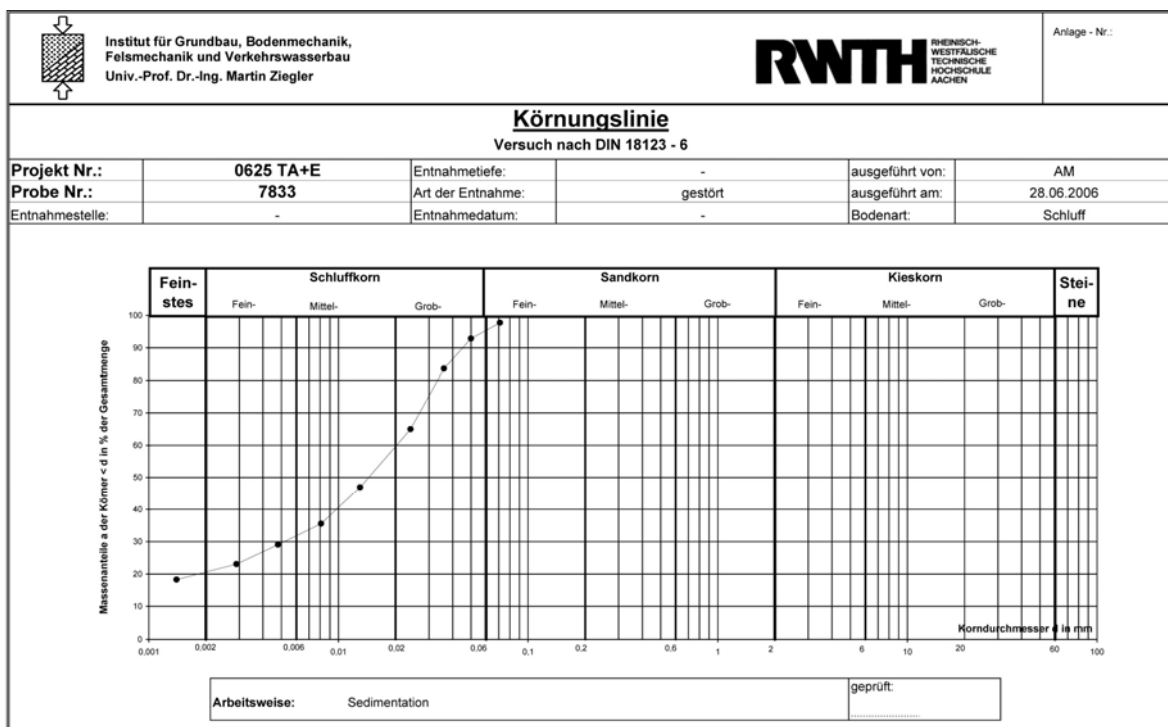 Institut für Grundbau, Bodenmechanik,
Felsmechanik und Verkehrswasserbau
Univ.-Prof. Dr.-Ing. Martin Ziegler
RWTH
RHEINISCH-
WESTFÄLISCHE
TECHNISCHE
HOCHSCHULE
AACHEN
Anlage - Nr.:
Körnungslinie
Versuch nach DIN 18123 - 6
Projekt Nr.: 0625 TA+E Entnahmetiefe: - ausgeführt von: AM
Probe Nr.: 7833 Art der Entnahme: gestört ausgeführt am: 28.06.2006
Entnahmestelle: - Entnahmedatum: - Bodenart: Schluff
Fein-
stes
Schluffkorn
Fein- Mittel- Grob-
Sandkorn
Fein- Mittel- Grob-
Kieskorn
Fein- Mittel- Grob-
Stei-
ne
Massenanteile a der Körner < d in % der Gesamtmenge
100
90
80
70
60
50
40
30
20
10
0
Korndurchmesser d in mm
0,001 0,002 0,006 0,01 0,02 0,06 0,1 0,2 0,6 1 2 6 10 20 60 100
Arbeitsweise: Sedimentation
geprüft: